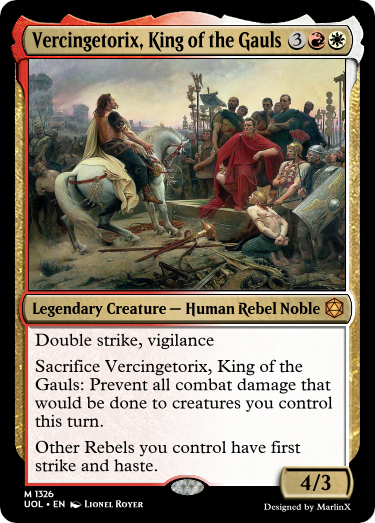 Vercingetorix, King of the Gauls 3
Legendary Creature — Human Rebel Noble
Double strike, vigilance
Sacrifice Vercingetorix, King of the
Gauls: Prevent all combat damage that
would be done to creatures you control
this turn.
Other Rebels you control have first
strike and haste.
4/3
M 1326
UOL • EN Lionel Royer
Designed by MarlinX